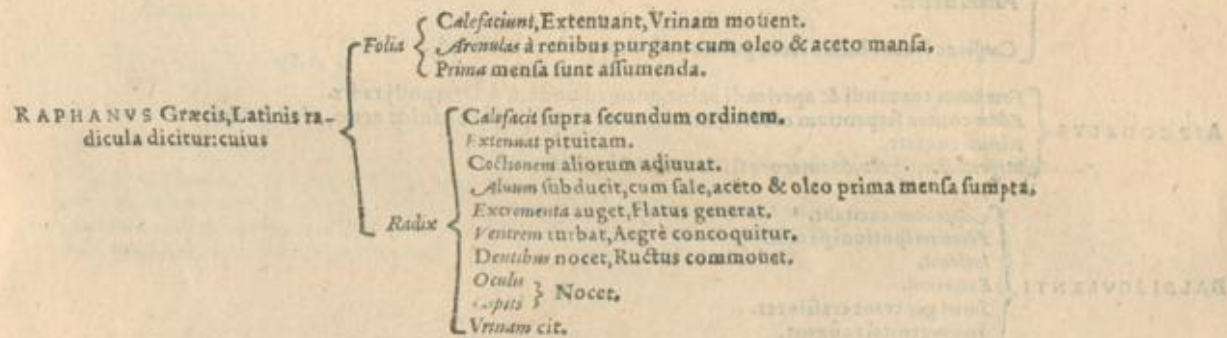 RAPHANVS Græcis,Latinis ra-
dicula dicitur:cuius
Folia
Calefaciunt,Extenuant,Vrinam mouent.
Arenulas à renibus purgant cum oleo & aceto mansa.
Prima mensa sunt assumenda.
Radix
Calefacit supra secundum ordinem.
Extenuat pituitam.
Coctionem aliorum adiuuat.
Aluum subducit,cum sale,aceto & oleo prima mensa sumpta.
Excrementa auget,Flatus generat.
Ventrem turbat,Aegrè concoquitur.
Dentibus nocet,Ructus commouet.
Oculis
Capiti
Nocet.
Vrinam cit.